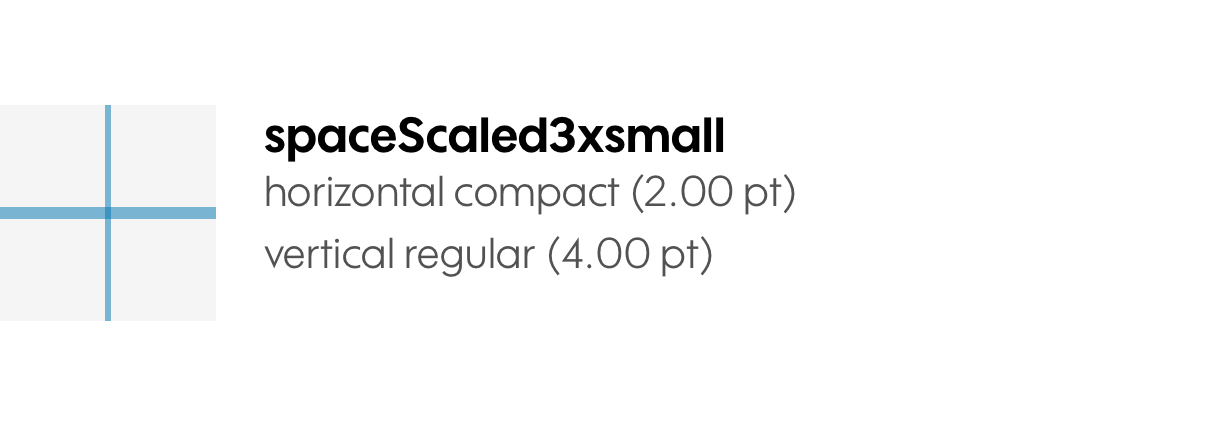 spaceScaled3xsmall
horizontal compact (2.00 pt)
vertical regular (4.00 pt)